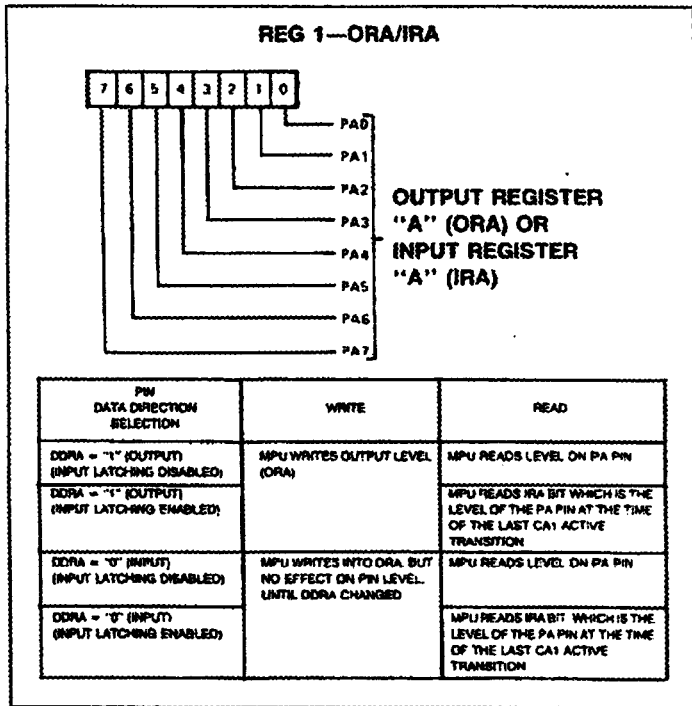 REG 1—ORA/IRA
7 6 5 4 3 2 1 0
PA0
PA1
PA2
PA3
PA4
PA5
PA6
PA7
OUTPUT REGISTER
“A” (ORA) OR
INPUT REGISTER
“A” (IRA)
PIN
DATA DIRECTION
SELECTION
WRITE
READ
DDRA = “1” (OUTPUT)
(INPUT LATCHING DISABLED)
MPU WRITES OUTPUT LEVEL
(ORA)
MPU READS LEVEL ON PA PIN
DDRA = “1” (OUTPUT)
(INPUT LATCHING ENABLED)
MPU READS IRA BIT WHICH IS THE
LEVEL OF THE PA PIN AT THE TIME
OF THE LAST CA1 ACTIVE
TRANSITION
DDRA = “0” (INPUT)
(INPUT LATCHING DISABLED)
MPU WRITES INTO ORA, BUT
NO EFFECT ON PIN LEVEL,
UNTIL DDRA CHANGED
MPU READS LEVEL ON PA PIN
DDRA = “0” (INPUT)
(INPUT LATCHING ENABLED)
MPU READS IRA BIT WHICH IS THE
LEVEL OF THE PA PIN AT THE TIME
OF THE LAST CA1 ACTIVE
TRANSITION